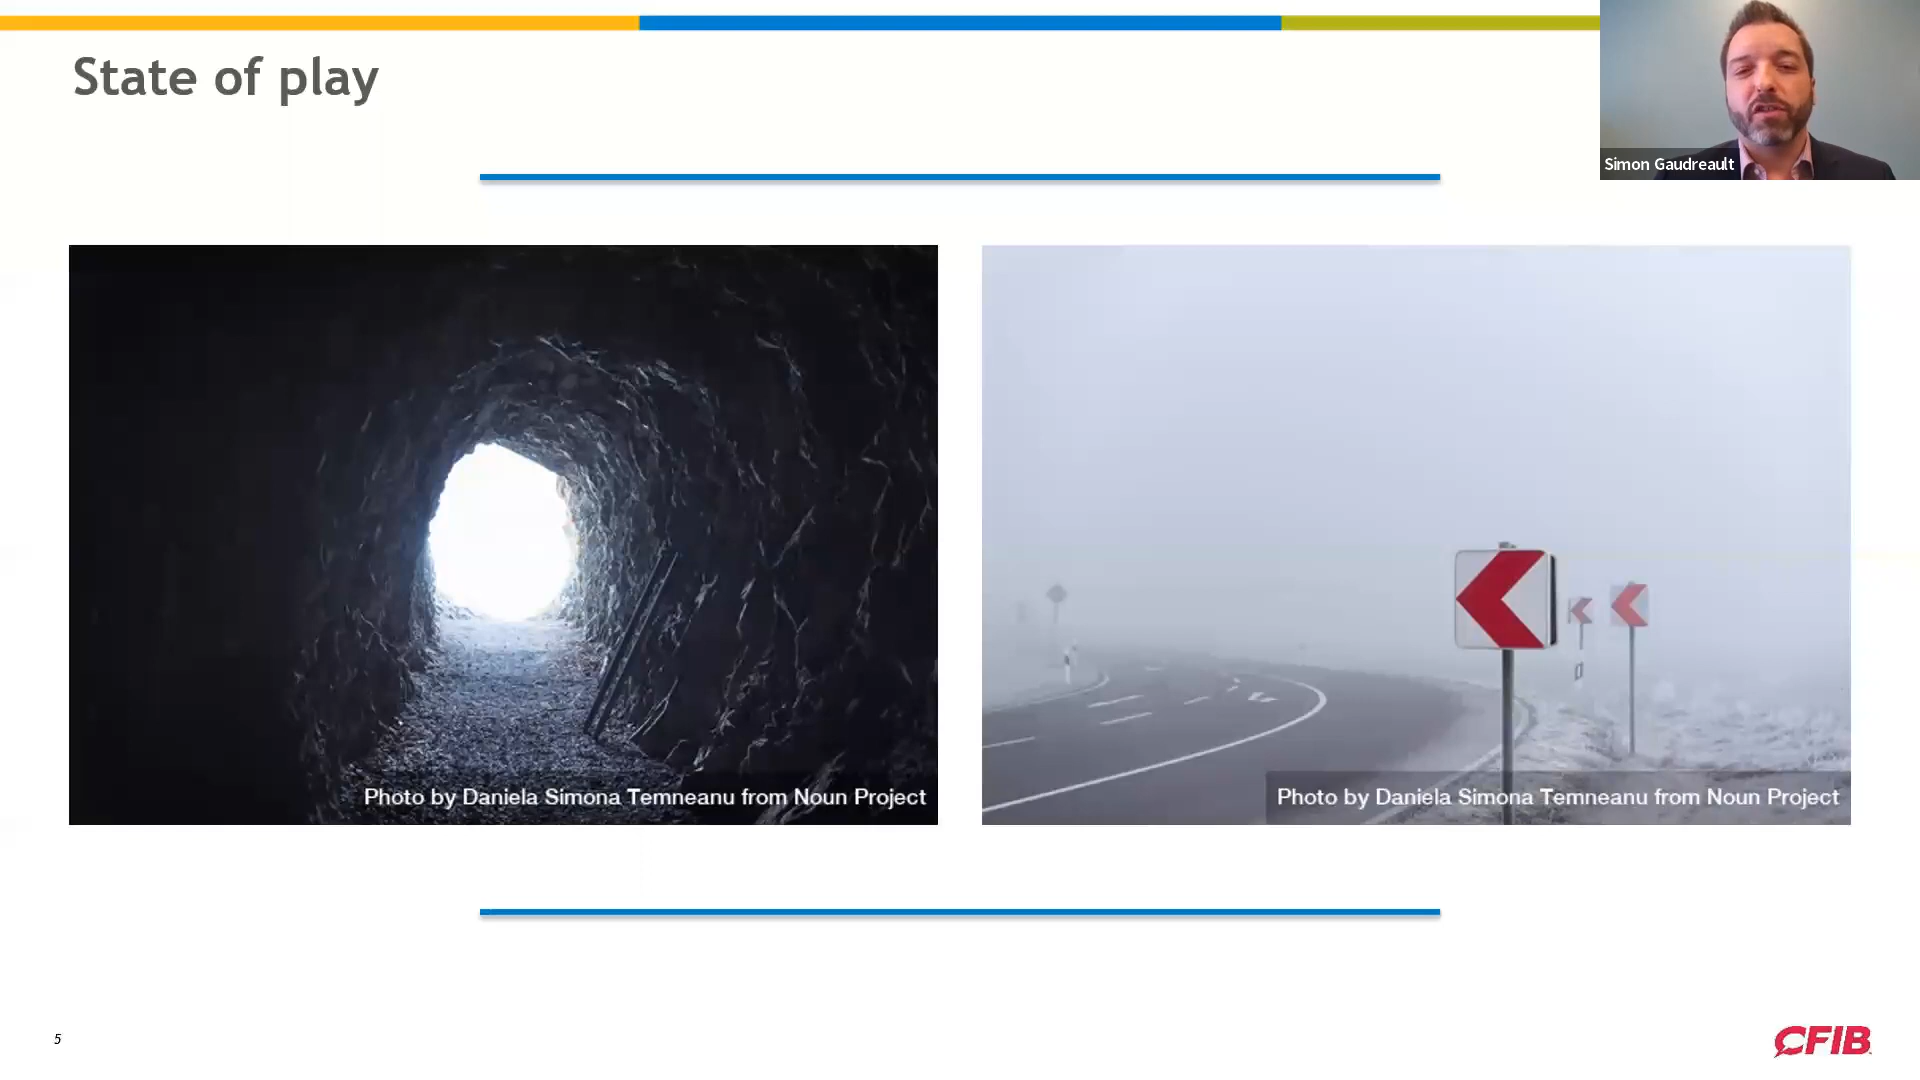 State of play
Simon Gaudreault
Photo by Daniela Simona Temneanu from Noun Project
Photo by Daniela Simona Temneanu from Noun Project
5
CFIB